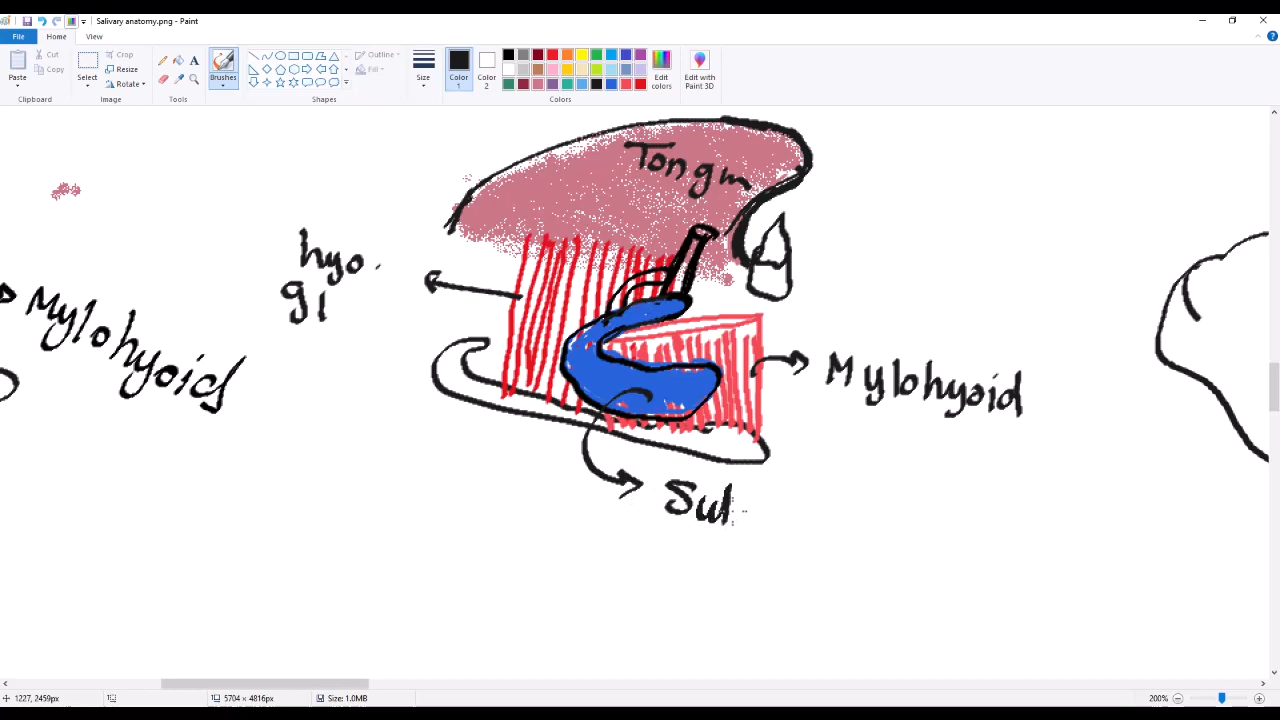 Salivary anatomy.png - Paint
File Home View
Paste
Cut
Copy
Clipboard
Select
Crop
Resize
Rotate
Image
Tools
Brushes
Shapes
Outline
Fill
Size
Color 1
Color 2
Edit colors
Colors
Edit with Paint 3D
Tong
hyo.
gl
Mylohyoid
Mylohyoid
Sul
1227, 2459px
5704 × 4816px
Size: 1.0MB
200%